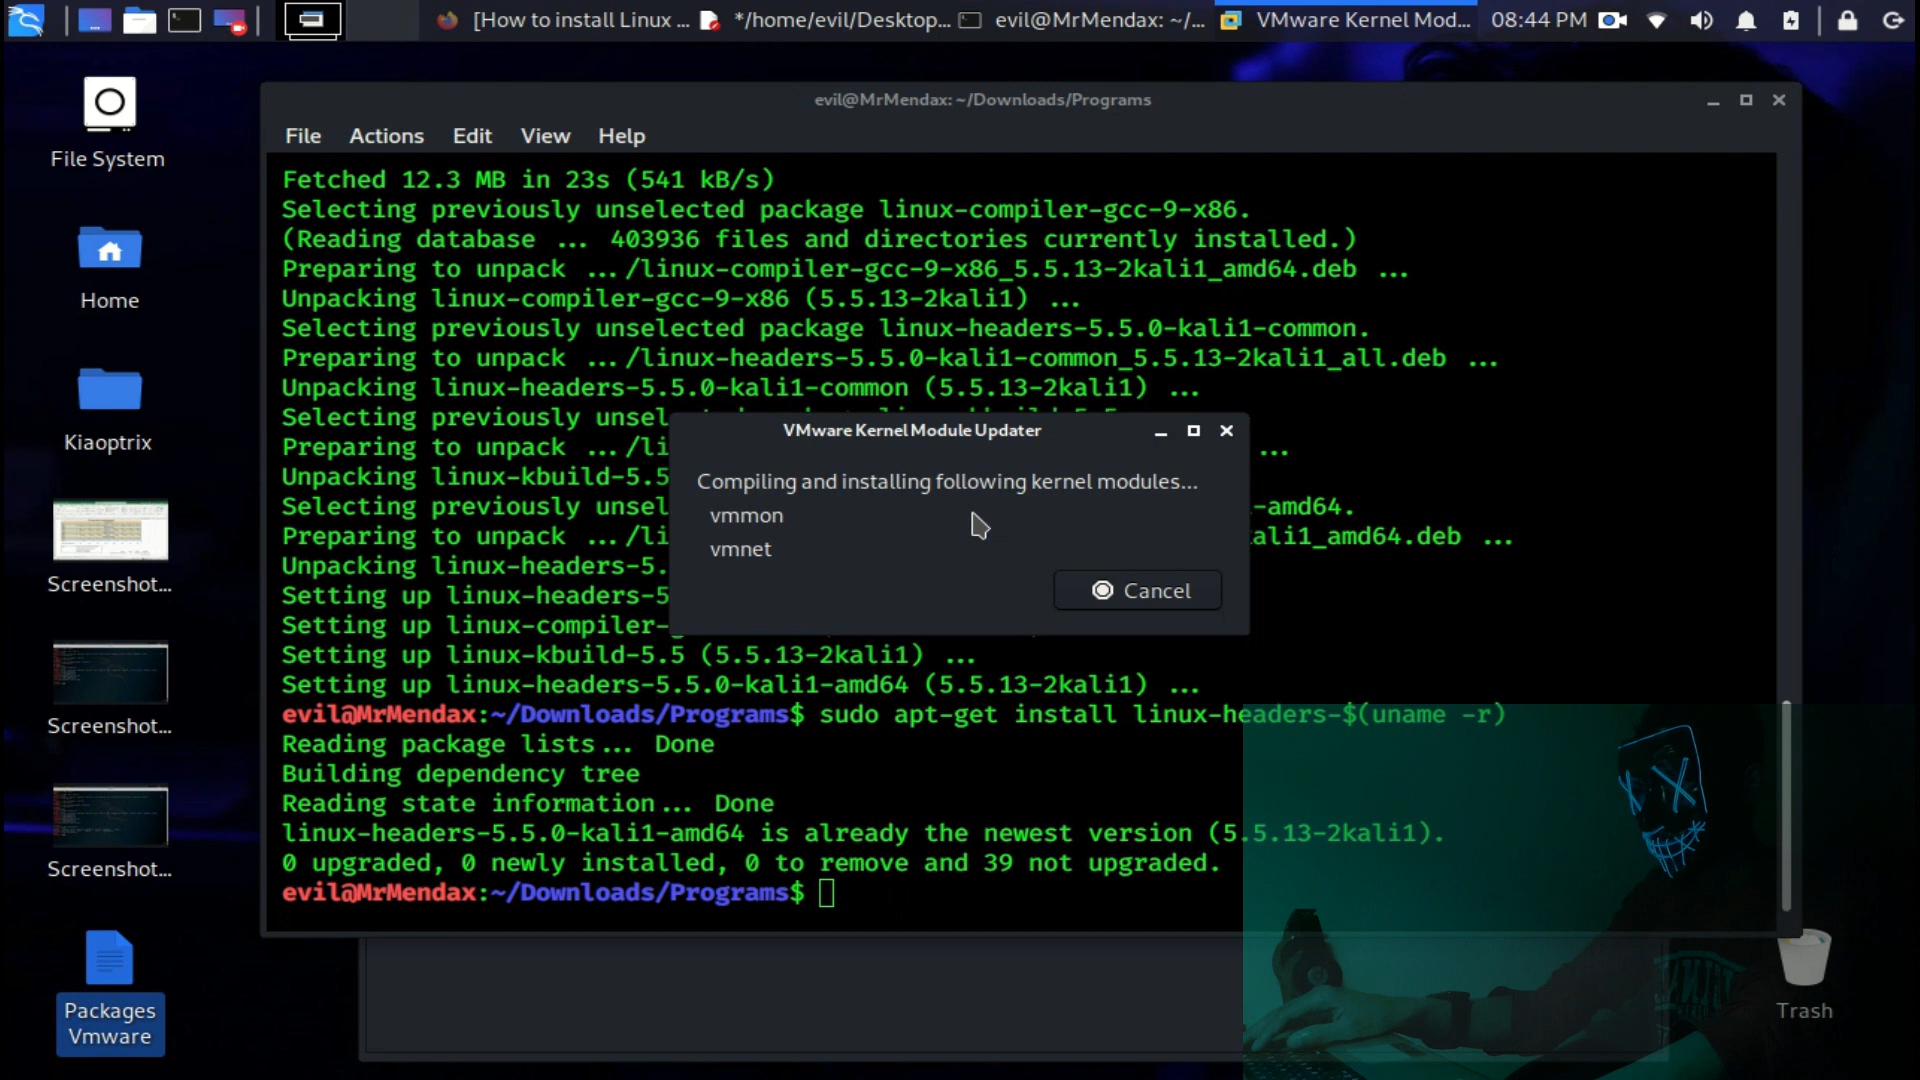 [How to install Linux ...
*/home/evil/Desktop...
evil@MrMendax: ~/...
VMware Kernel Mod...
08:44 PM
File System
Home
Kiaoptrix
Screenshot...
Screenshot...
Screenshot...
Packages
Vmware
Trash
evil@MrMendax: ~/Downloads/Programs
File Actions Edit View Help
Fetched 12.3 MB in 23s (541 kB/s)
Selecting previously unselected package linux-compiler-gcc-9-x86.
(Reading database ... 403936 files and directories currently installed.)
Preparing to unpack .../linux-compiler-gcc-9-x86_5.5.13-2kali1_amd64.deb ...
Unpacking linux-compiler-gcc-9-x86 (5.5.13-2kali1) ...
Selecting previously unselected package linux-headers-5.5.0-kali1-common.
Preparing to unpack .../linux-headers-5.5.0-kali1-common_5.5.13-2kali1_all.deb ...
Unpacking linux-headers-5.5.0-kali1-common (5.5.13-2kali1) ...
Selecting previously unsel
Preparing to unpack .../li ...
Unpacking linux-kbuild-5.5
Selecting previously unsel -amd64.
Preparing to unpack .../li ali1_amd64.deb ...
Unpacking linux-headers-5.
Setting up linux-headers-5
Setting up linux-compiler-
Setting up linux-kbuild-5.5 (5.5.13-2kali1) ...
Setting up linux-headers-5.5.0-kali1-amd64 (5.5.13-2kali1) ...
evil@MrMendax:~/Downloads/Programs$ sudo apt-get install linux-headers-$(uname -r)
Reading package lists... Done
Building dependency tree
Reading state information... Done
linux-headers-5.5.0-kali1-amd64 is already the newest version (5.5.13-2kali1).
0 upgraded, 0 newly installed, 0 to remove and 39 not upgraded.
evil@MrMendax:~/Downloads/Programs$
VMware Kernel Module Updater
Compiling and installing following kernel modules...
vmmon
vmnet
Cancel